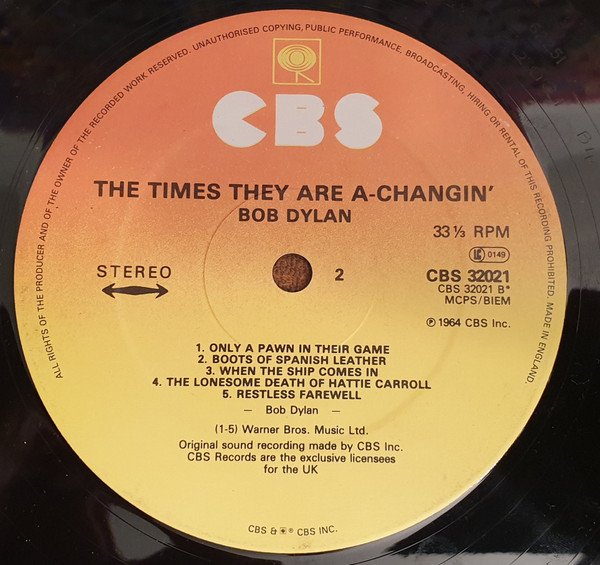 ALL RIGHTS OF THE PRODUCER AND OF THE OWNER OF THE RECORDED WORK RESERVED. UNAUTHORISED COPYING, PUBLIC PERFORMANCE, BROADCASTING, HIRING OR RENTAL OF THIS RECORDING PROHIBITED. MADE IN ENGLAND.
CBS
THE TIMES THEY ARE A-CHANGIN'
BOB DYLAN
33⅓ RPM
LC 0149
STEREO
2
CBS 32021
CBS 32021 B*
MCPS/BIEM
℗ 1964 CBS Inc.
1. ONLY A PAWN IN THEIR GAME
2. BOOTS OF SPANISH LEATHER
3. WHEN THE SHIP COMES IN
4. THE LONESOME DEATH OF HATTIE CARROLL
5. RESTLESS FAREWELL
— Bob Dylan —
(1-5) Warner Bros. Music Ltd.
Original sound recording made by CBS Inc.
CBS Records are the exclusive licensees
for the UK
CBS & ® CBS INC.